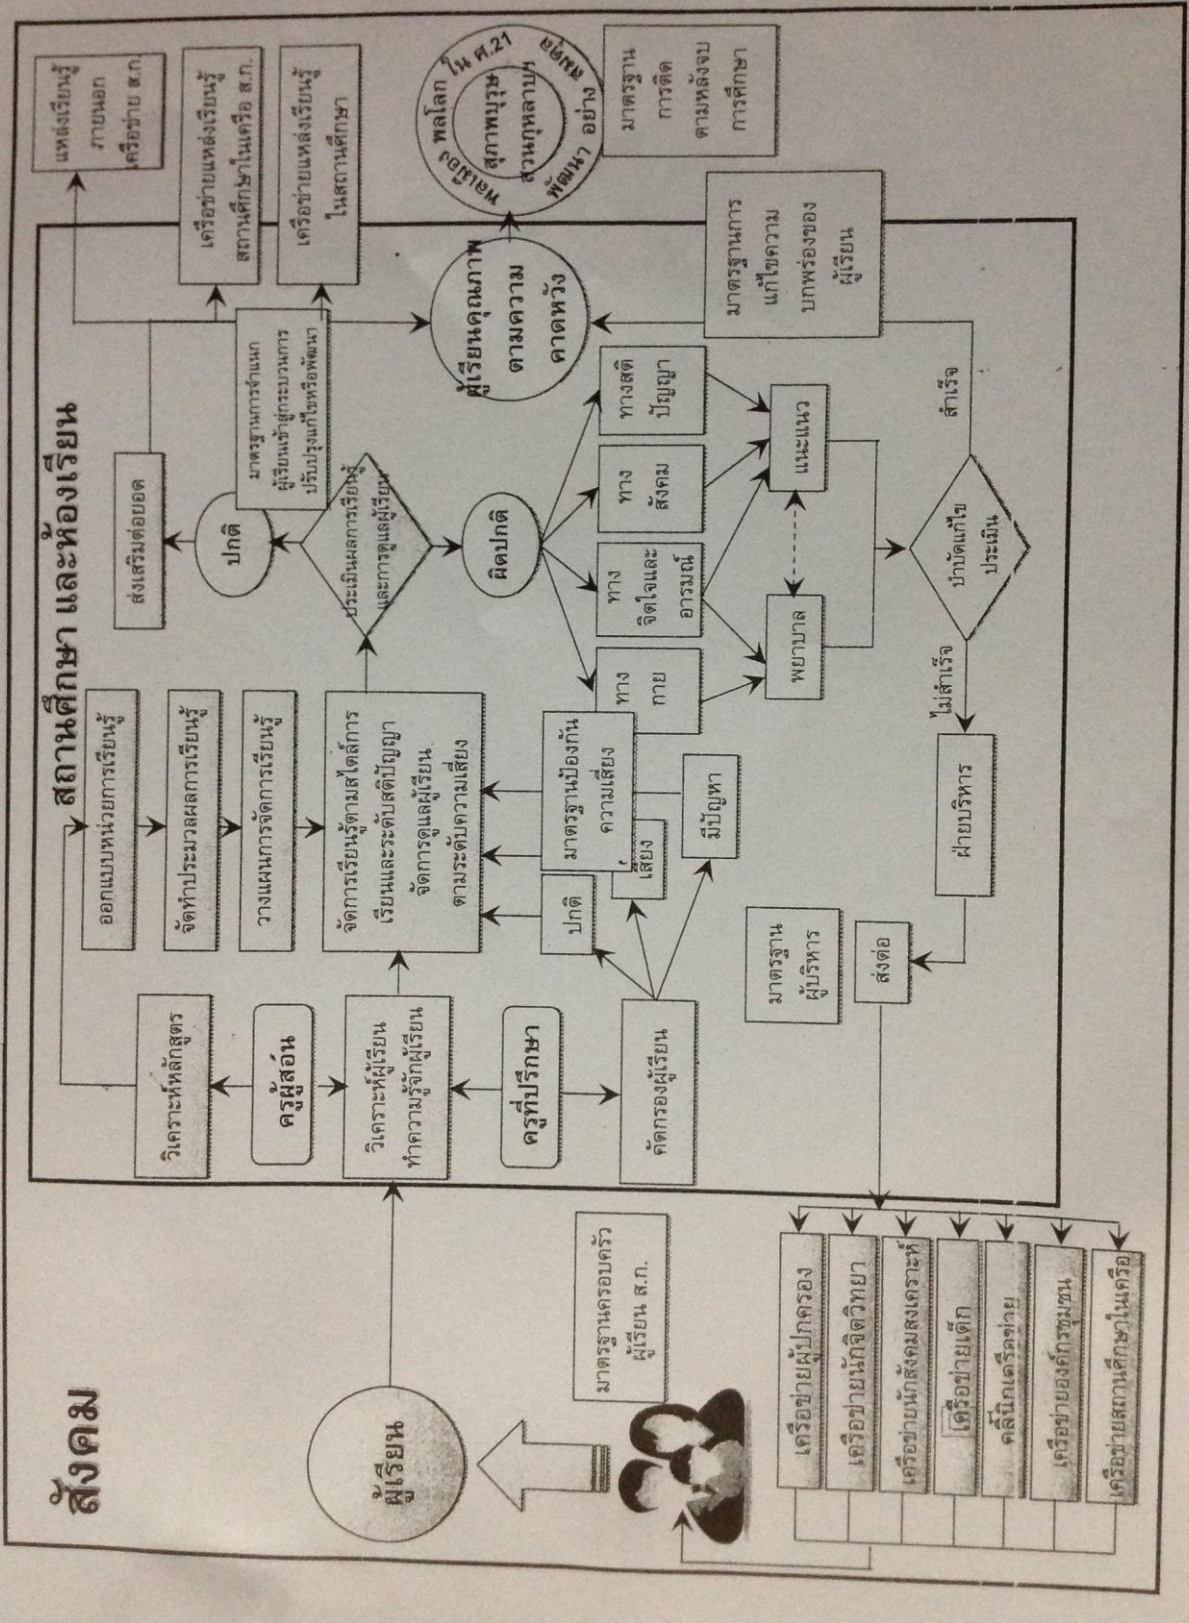 สังคม
สถานศึกษา และห้องเรียน
ผู้เรียน
มาตรฐานครอบครัว
ผู้เรียน ส.ก.
เครือข่ายผู้ปกครอง
เครือข่ายนักจิตวิทยา
เครือข่ายนักสังคมสงเคราะห์
เครือข่ายเด็ก
คลีนิกเครือข่าย
เครือข่ายองค์กรชุมชน
เครือข่ายสถานศึกษาในเครือ
วิเคราะห์หลักสูตร
ครูผู้สอน
วิเคราะห์ผู้เรียน
ทำความรู้จักผู้เรียน
ครูที่ปรึกษา
คัดกรองผู้เรียน
ออกแบบหน่วยการเรียนรู้
จัดทำประมวลผลการเรียนรู้
วางแผนการจัดการเรียนรู้
จัดการเรียนรู้ตามสไตล์การ
เรียนและระดับสติปัญญา
จัดการดูแลผู้เรียน
ตามระดับความเสี่ยง
ปกติ
เสี่ยง
มีปัญหา
มาตรฐานป้องกัน
ความเสี่ยง
มาตรฐาน
ผู้บริหาร
ส่งต่อ
ฝ่ายบริหาร
ไม่สำเร็จ
ส่งเสริมต่อยอด
ปกติ
ประเมินผลการเรียนรู้
และการดูแลผู้เรียน
ผิดปกติ
ทาง
กาย
ทาง
จิตใจและ
อารมณ์
ทาง
สังคม
ทางสติ
ปัญญา
พยาบาล
แนะแนว
บำบัดแก้ไข
ประเมิน
สำเร็จ
มาตรฐานการจำแนก
ผู้เรียนเข้าสู่กระบวนการ
ปรับปรุงแก้ไขหรือพัฒนา
ผู้เรียนคุณภาพ
ตามความ
คาดหวัง
มาตรฐานการ
แก้ไขความ
บกพร่องของ
ผู้เรียน
แหล่งเรียนรู้
ภายนอก
เครือข่าย ส.ก.
เครือข่ายแหล่งเรียนรู้
สถานศึกษาในเครือ ส.ก.
เครือข่ายแหล่งเรียนรู้
ในสถานศึกษา
พลเมือง พลโลก ใน ศ.21
สุภาพบุรุษ
สวนกุหลาบฯ
พัฒนา อย่าง สมดุล
มาตรฐาน
การติด
ตามหลังจบ
การศึกษา